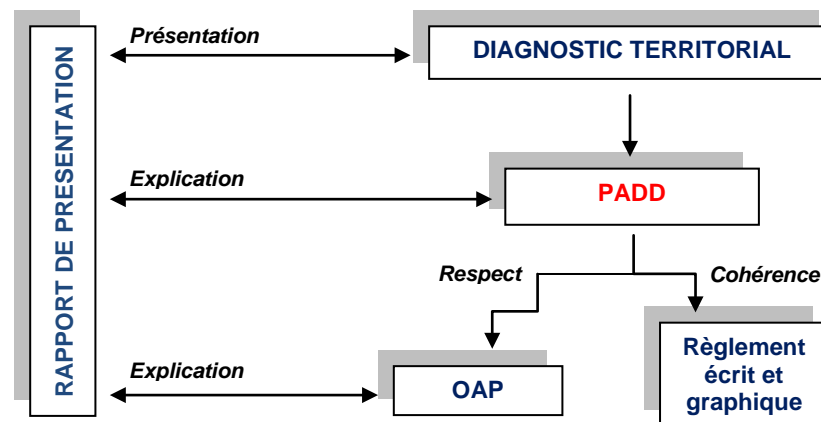 RAPPORT DE PRESENTATION
Présentation
DIAGNOSTIC TERRITORIAL
Explication
PADD
Respect
Cohérence
Explication
OAP
Règlement
écrit et
graphique